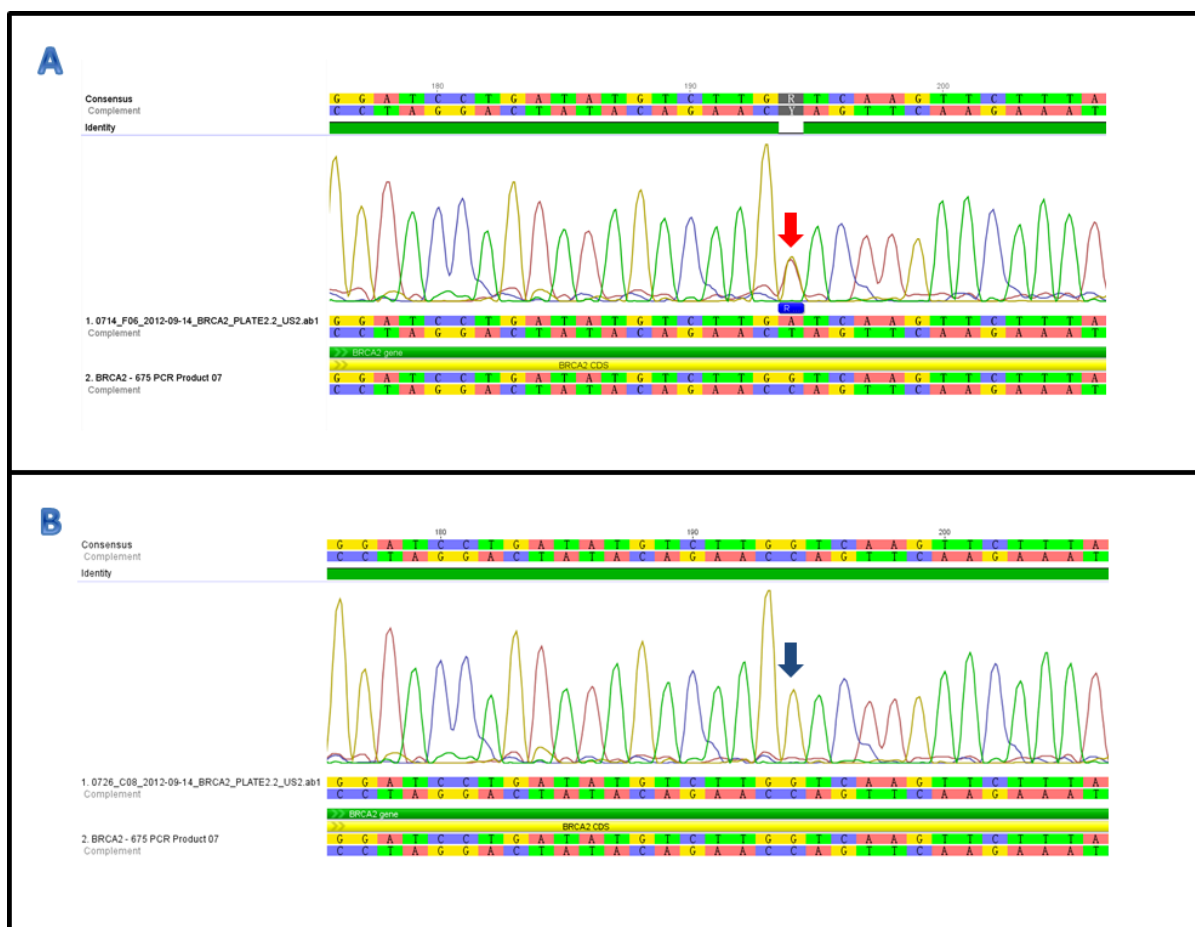 A
180 190 200
Consensus G G A T C C T G A T A T G T C T T G R T C A A G T T C T T T A
Complement C C T A G G A C T A T A C A G A A C Y A G T T C A A G A A A T
Identity
R
1. 0714_F06_2012-09-14_BRCA2_PLATE2.2_US2.ab1 G G A T C C T G A T A T G T C T T G A T C A A G T T C T T T A
Complement C C T A G G A C T A T A C A G A A C T A G T T C A A G A A A T
BRCA2 gene
BRCA2 CDS
2. BRCA2 - 675 PCR Product 07 G G A T C C T G A T A T G T C T T G G T C A A G T T C T T T A
Complement C C T A G G A C T A T A C A G A A C C A G T T C A A G A A A T
B
180 190 200
Consensus G G A T C C T G A T A T G T C T T G G T C A A G T T C T T T A
Complement C C T A G G A C T A T A C A G A A C C A G T T C A A G A A A T
Identity
1. 0726_C08_2012-09-14_BRCA2_PLATE2.2_US2.ab1 G G A T C C T G A T A T G T C T T G G T C A A G T T C T T T A
Complement C C T A G G A C T A T A C A G A A C C A G T T C A A G A A A T
BRCA2 gene
BRCA2 CDS
2. BRCA2 - 675 PCR Product 07 G G A T C C T G A T A T G T C T T G G T C A A G T T C T T T A
Complement C C T A G G A C T A T A C A G A A C C A G T T C A A G A A A T